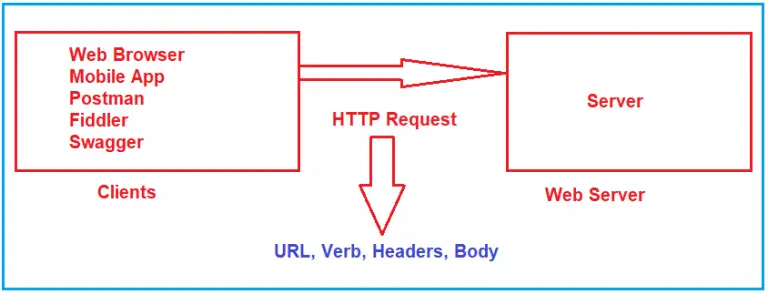 Web Browser
Mobile App
Postman
Fiddler
Swagger
Clients
HTTP Request
URL, Verb, Headers, Body
Server
Web Server